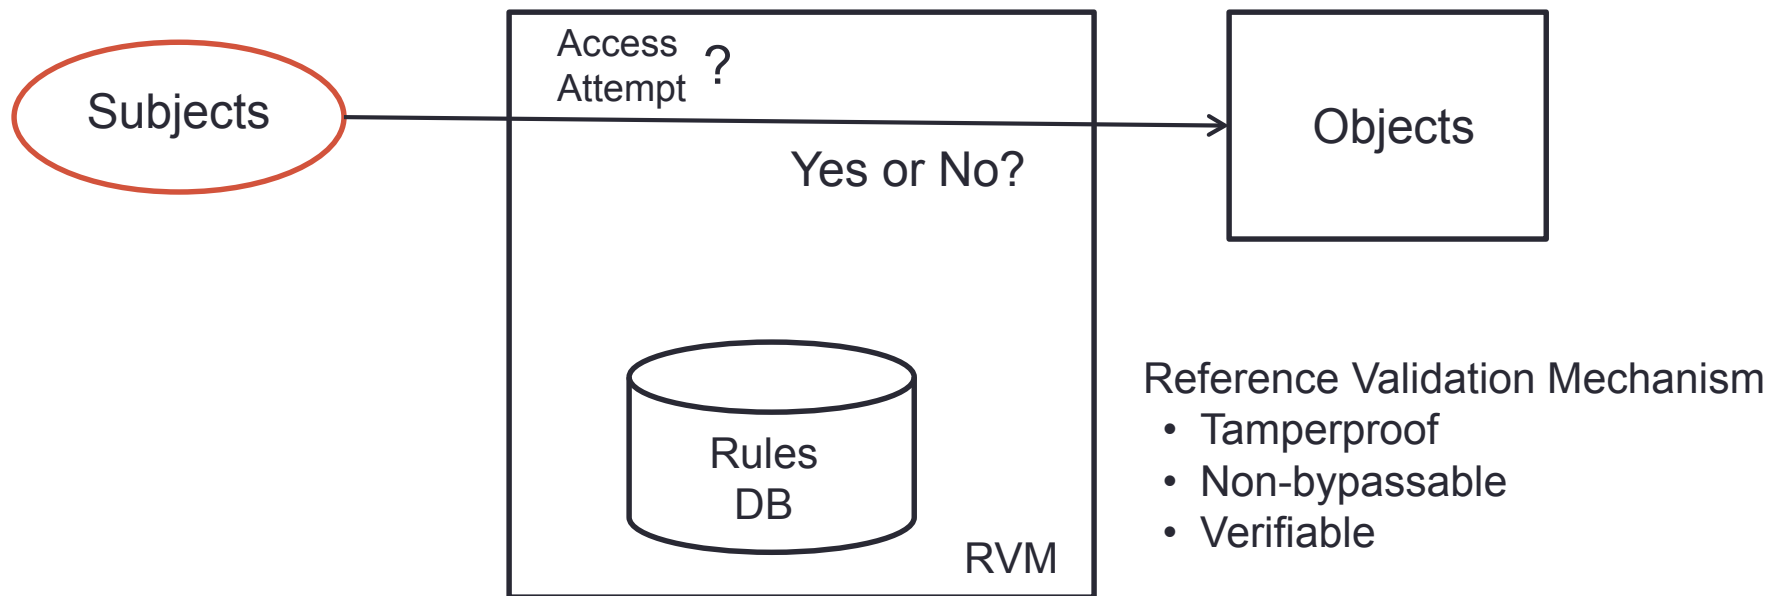 Subjects
Access
Attempt ?
Yes or No?
Objects
Rules
DB
RVM
Reference Validation Mechanism
• Tamperproof
• Non-bypassable
• Verifiable